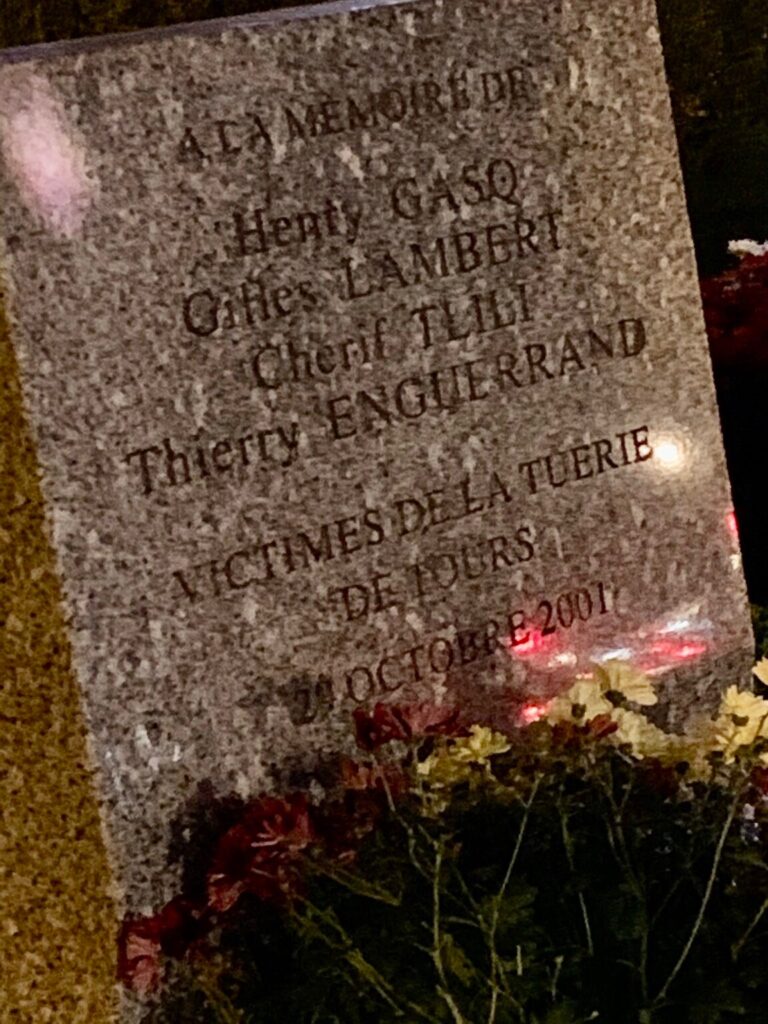 A LA MEMOIRE DE
Henry GASQ
Gilles LAMBERT
Cherif TLILI
Thierry ENGUERRAND
VICTIMES DE LA TUERIE
DE TOURS
29 OCTOBRE 2001